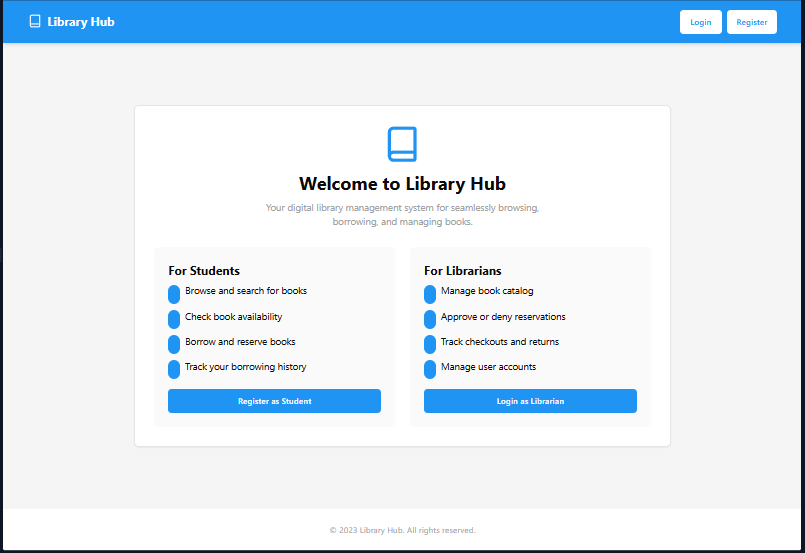 Library Hub
Login
Register
Welcome to Library Hub
Your digital library management system for seamlessly browsing,
borrowing, and managing books.
For Students
Browse and search for books
Check book availability
Borrow and reserve books
Track your borrowing history
Register as Student
For Librarians
Manage book catalog
Approve or deny reservations
Track checkouts and returns
Manage user accounts
Login as Librarian
© 2023 Library Hub. All rights reserved.